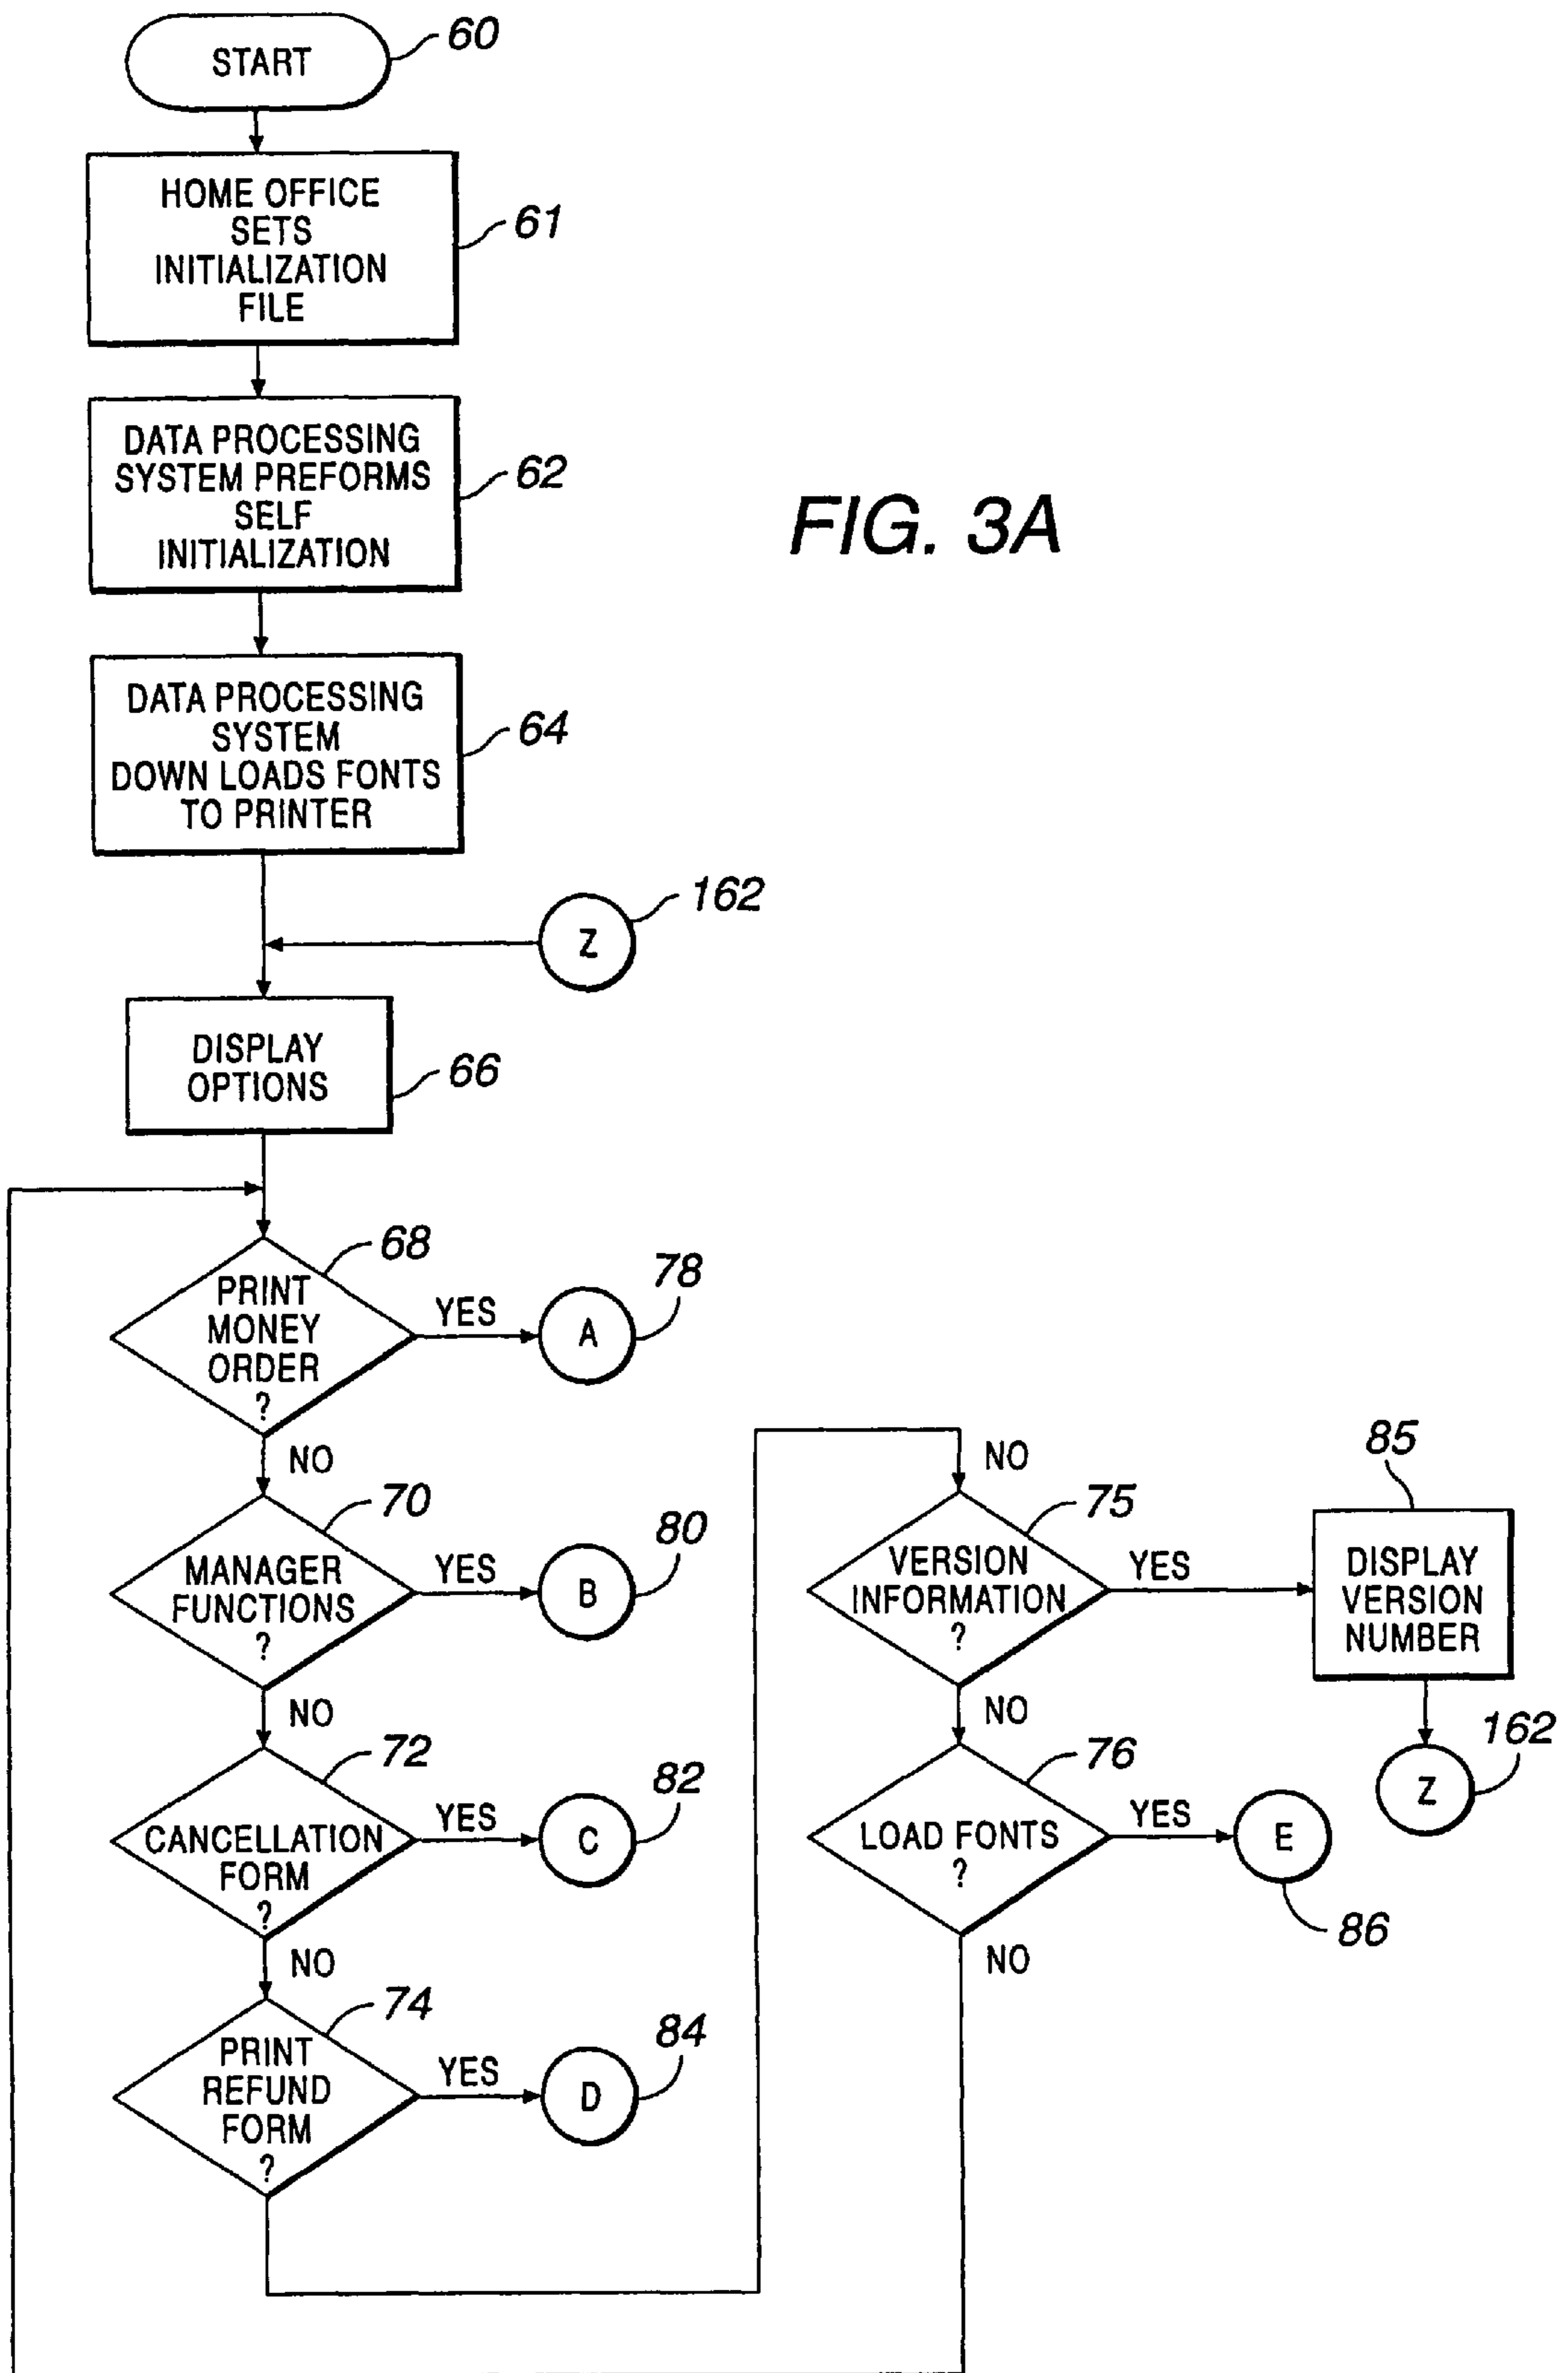 START
60
HOME OFFICE
SETS
INITIALIZATION
FILE
61
DATA PROCESSING
SYSTEM PREFORMS
SELF
INITIALIZATION
62
FIG. 3A
DATA PROCESSING
SYSTEM
DOWN LOADS FONTS
TO PRINTER
64
Z
162
DISPLAY
OPTIONS
66
PRINT
MONEY
ORDER
?
68
YES
A
78
NO
MANAGER
FUNCTIONS
?
70
YES
B
80
NO
CANCELLATION
FORM
?
72
YES
C
82
NO
PRINT
REFUND
FORM
?
74
YES
D
84
NO
VERSION
INFORMATION
?
75
YES
DISPLAY
VERSION
NUMBER
85
Z
162
NO
LOAD FONTS
?
76
YES
E
86
NO